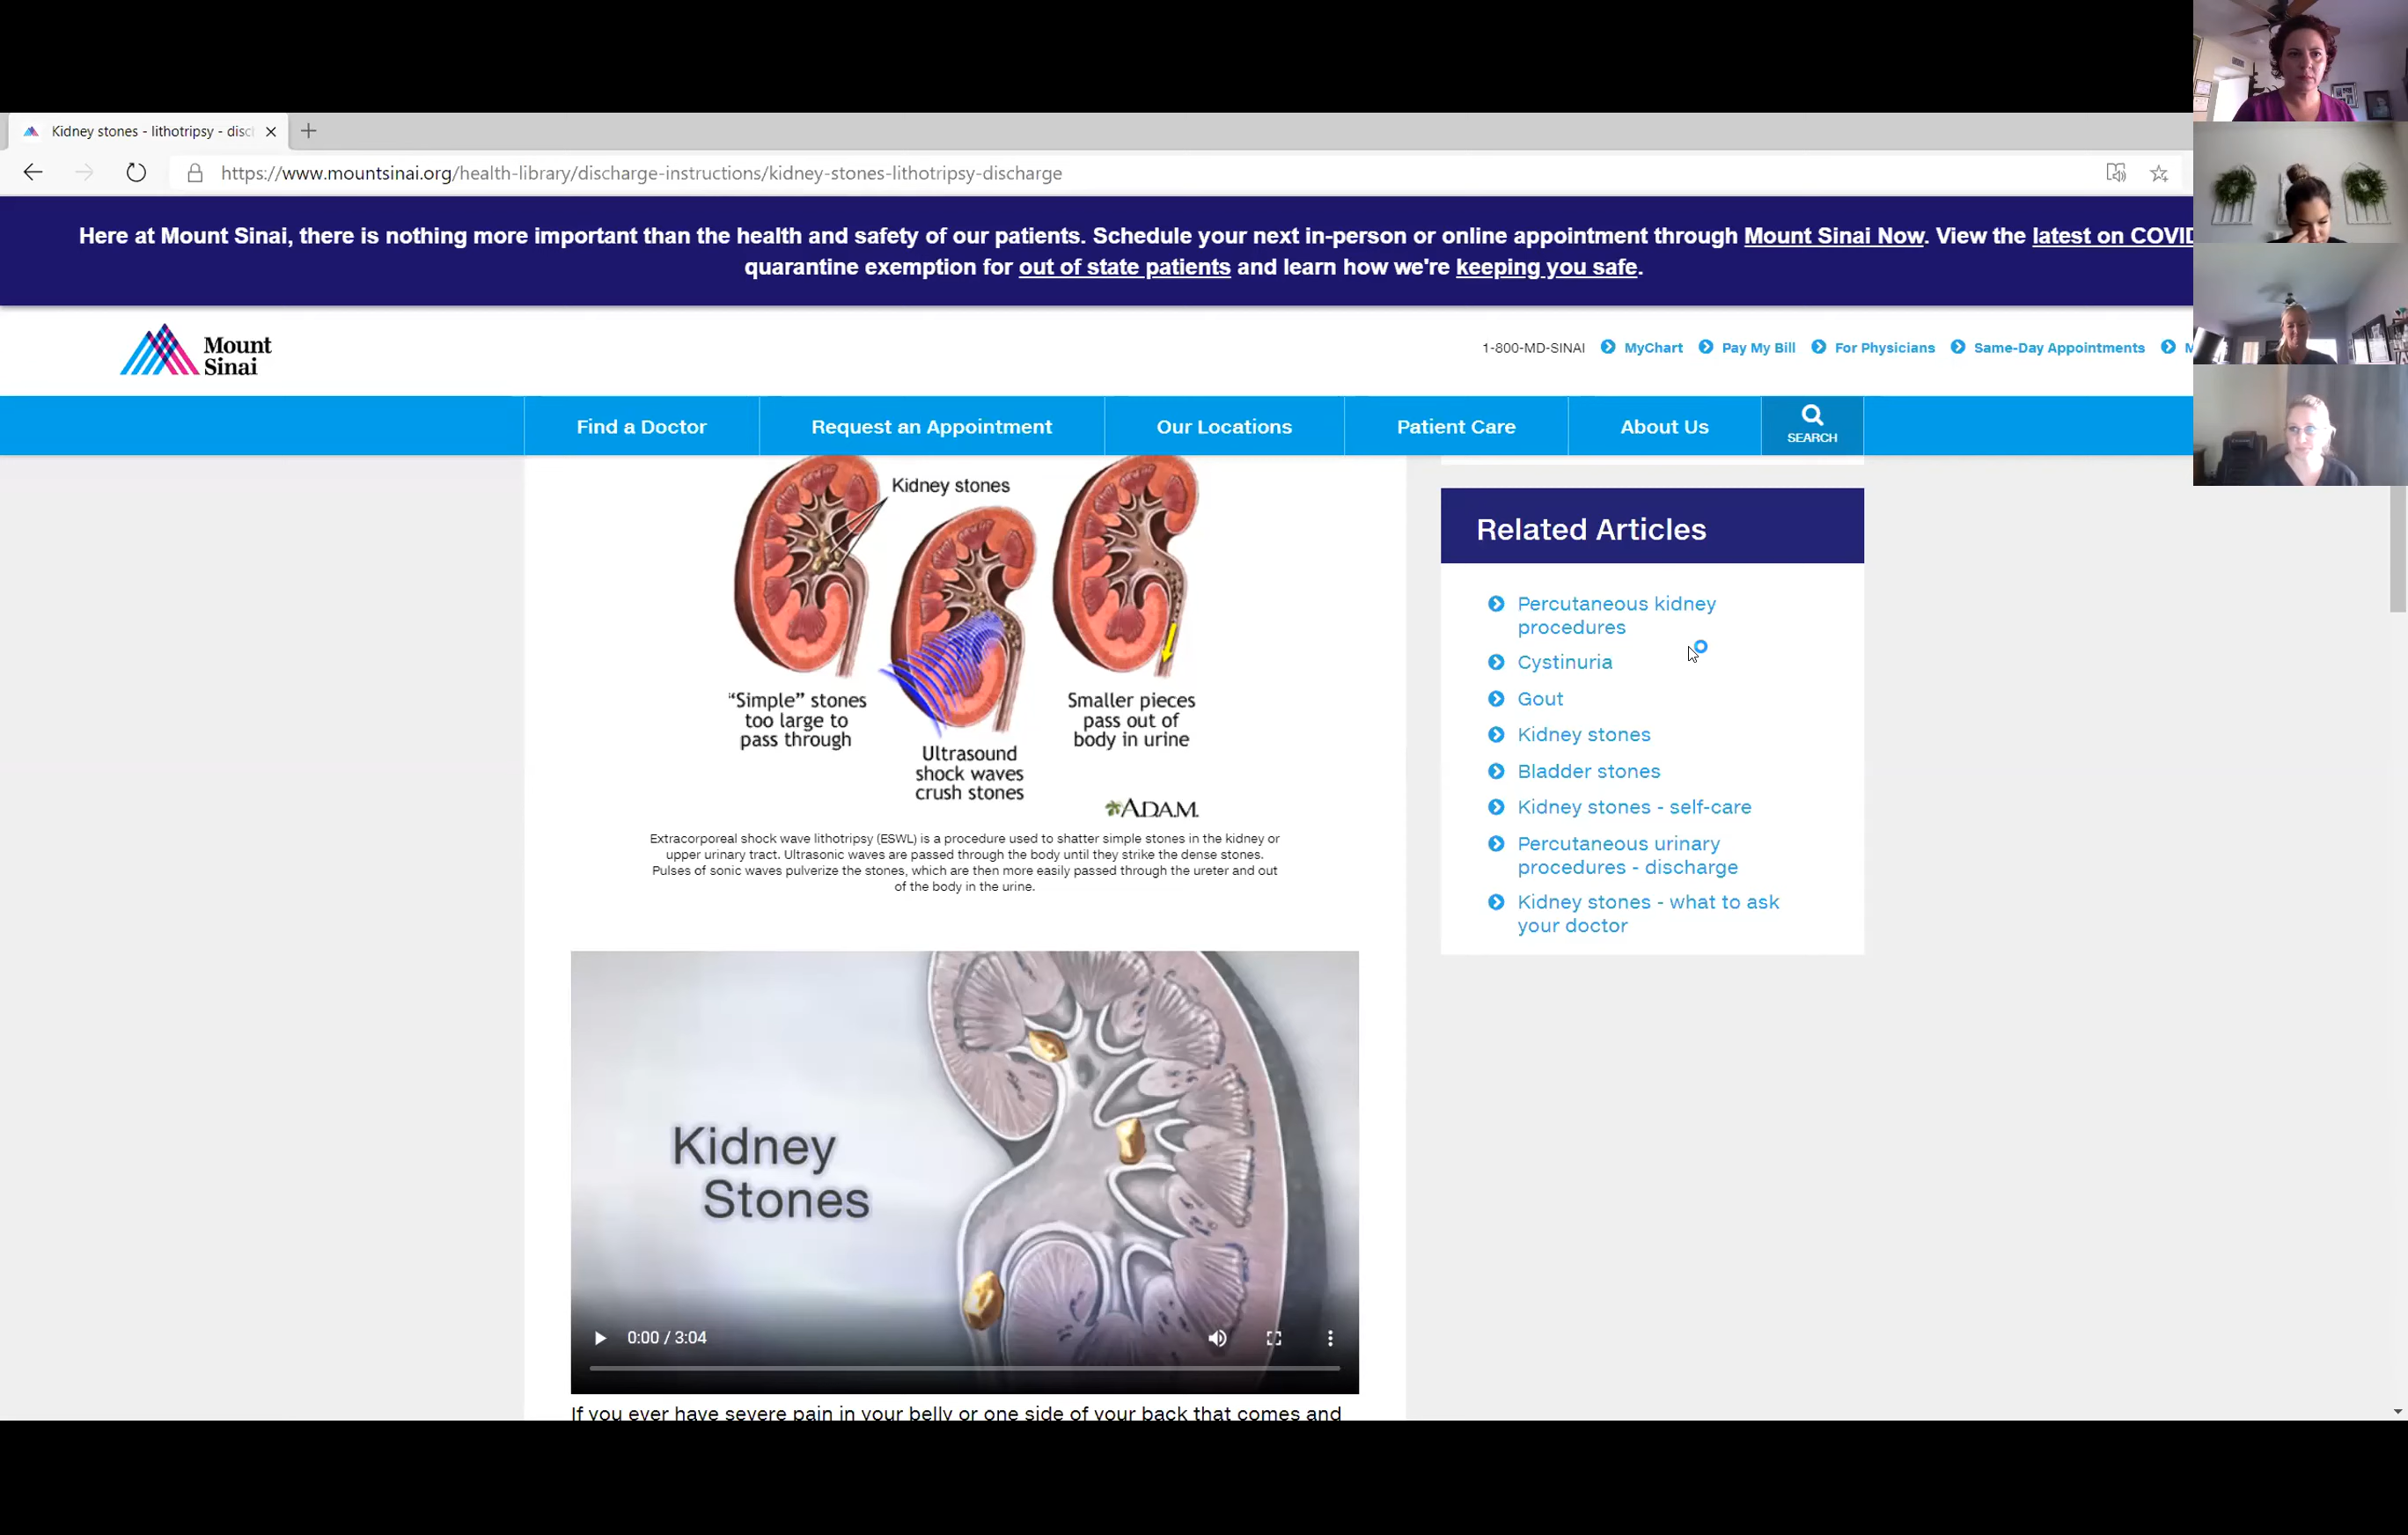 Kidney stones - lithotripsy - disc
https://www.mountsinai.org/health-library/discharge-instructions/kidney-stones-lithotripsy-discharge
Here at Mount Sinai, there is nothing more important than the health and safety of our patients. Schedule your next in-person or online appointment through Mount Sinai Now. View the latest on COVID
quarantine exemption for out of state patients and learn how we're keeping you safe.
Mount
Sinai
1-800-MD-SINAI MyChart Pay My Bill For Physicians Same-Day Appointments M
Find a Doctor Request an Appointment Our Locations Patient Care About Us
SEARCH
Kidney stones
"Simple" stones
too large to
pass through
Ultrasound
shock waves
crush stones
Smaller pieces
pass out of
body in urine
ADAM.
Extracorporeal shock wave lithotripsy (ESWL) is a procedure used to shatter simple stones in the kidney or
upper urinary tract. Ultrasonic waves are passed through the body until they strike the dense stones.
Pulses of sonic waves pulverize the stones, which are then more easily passed through the ureter and out
of the body in the urine.
Kidney
Stones
0:00 / 3:04
If you ever have severe pain in your belly or one side of your back that comes and
Related Articles
Percutaneous kidney
procedures
Cystinuria
Gout
Kidney stones
Bladder stones
Kidney stones - self-care
Percutaneous urinary
procedures - discharge
Kidney stones - what to ask
your doctor